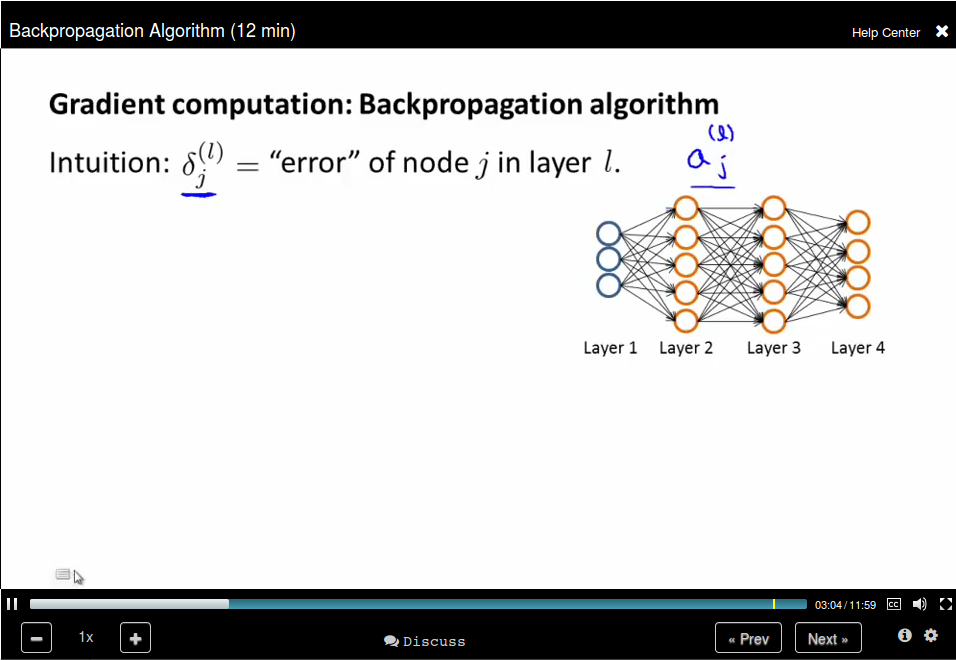 Backpropagation Algorithm (12 min)
Help Center
Gradient computation: Backpropagation algorithm
a_j^(l)
Intuition: δ_j^(l) = “error” of node j in layer l.
Layer 1 Layer 2 Layer 3 Layer 4
03:04 / 11:59 CC
1x
Discuss
« Prev Next »